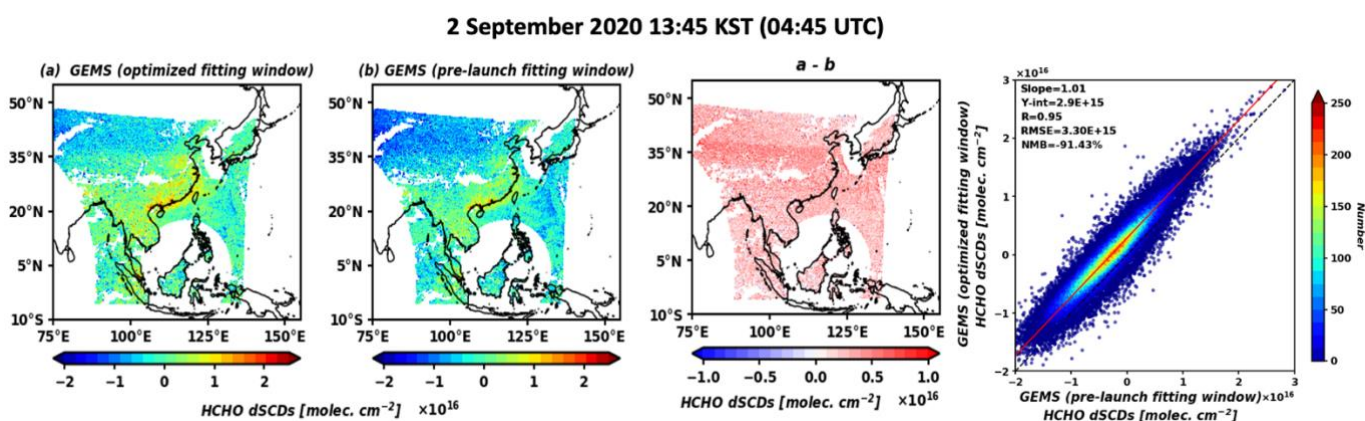 2 September 2020 13:45 KST (04:45 UTC)
(a) GEMS (optimized fitting window)
50°N
35°N
20°N
5°N
10°S
75°E
100°E
125°E
150°E
−2
−1
0
1
2
HCHO dSCDs [molec. cm⁻²] ×10¹⁶
(b) GEMS (pre-launch fitting window)
50°N
35°N
20°N
5°N
10°S
75°E
100°E
125°E
150°E
−2
−1
0
1
2
HCHO dSCDs [molec. cm⁻²] ×10¹⁶
a - b
50°N
35°N
20°N
5°N
10°S
75°E
100°E
125°E
150°E
−1.0
−0.5
0.0
0.5
1.0
HCHO dSCDs [molec. cm⁻²] ×10¹⁶
×10¹⁶
Slope=1.01
Y-int=2.9E+15
R=0.95
RMSE=3.30E+15
NMB=-91.43%
GEMS (optimized fitting window)
HCHO dSCDs [molec. cm⁻²]
3
2
1
0
−1
−2
−2
−1
0
1
2
3
GEMS (pre-launch fitting window)×10¹⁶
HCHO dSCDs [molec. cm⁻²]
250
200
150
100
50
0
Number